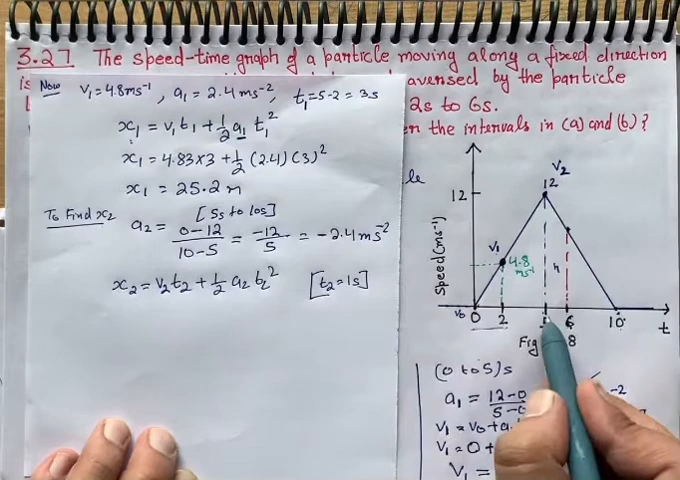 3.27 The speed-time graph of a particle moving along a fixed direction
is
aversed by the particle
2s to 6s.
the intervals in (a) and (b)?
Now V₁=4.8ms⁻¹, a₁=2.4ms⁻², t₁=5-2=3s
x₁ = v₁t₁+½a₁t₁²
x₁=4.83x3+½(2.4)(3)²
x₁ = 25.2m
To Find x₂
a₂= [5s to 10s]
0-12/10-5 = -12/5 = -2.4ms⁻²
x₂=v₂t₂+½a₂t₂² [t₂=1s]
Speed(ms⁻¹)
12
12
V₂
V₁
4.8
ms⁻¹
V₀
0
2
6
10
t
Fig
8
(0 to 5)s
a₁ = 12-0
-2
V₁=V₀+a
V₁=0+
V₁=